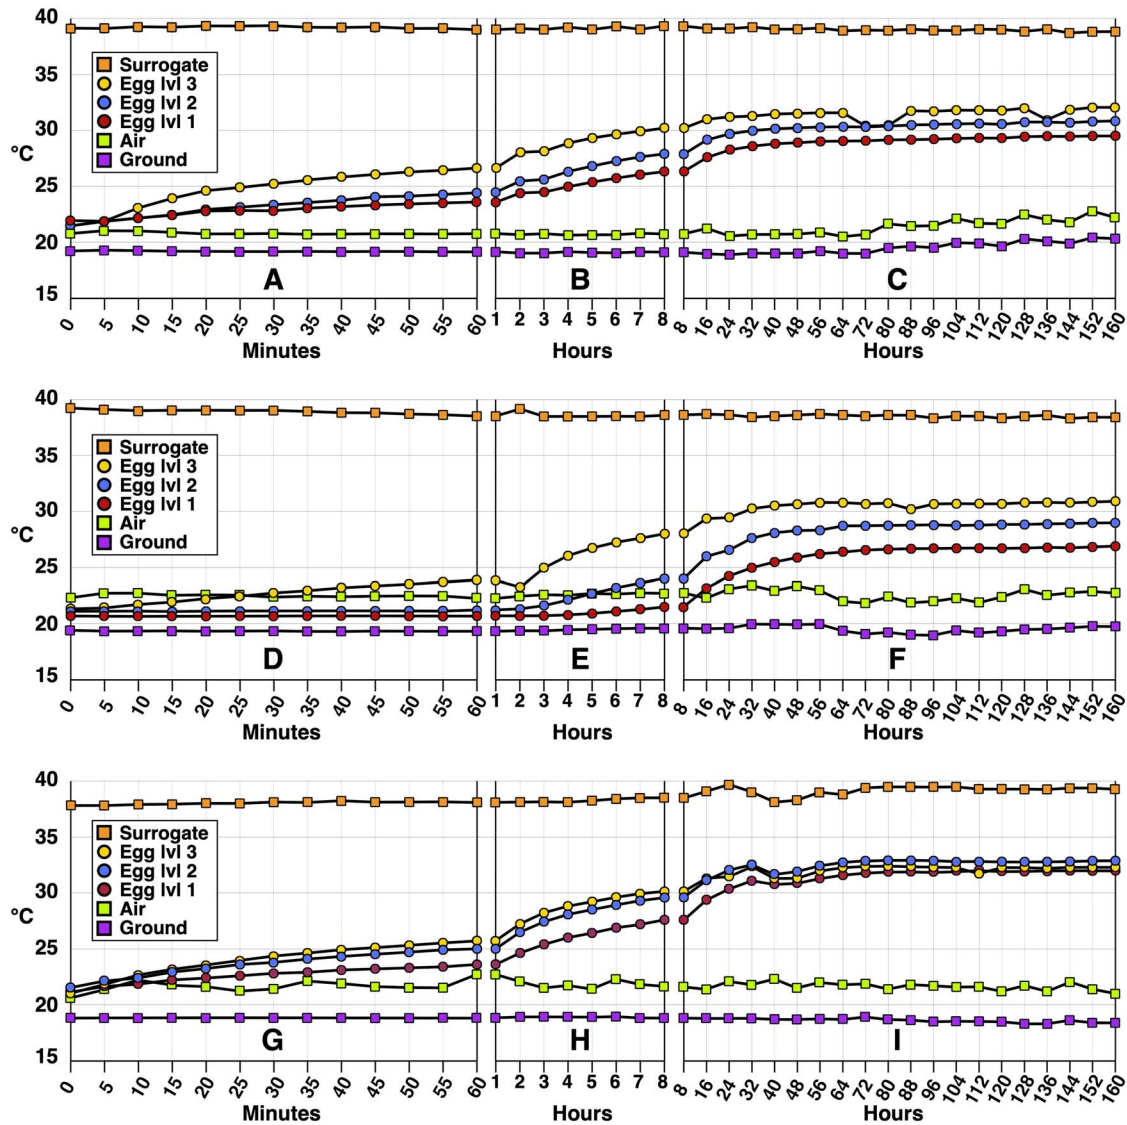 40
35
30
°C
25
20
15
Surrogate
Egg lvl 3
Egg lvl 2
Egg lvl 1
Air
Ground
A
B
C
0 5 10 15 20 25 30 35 40 45 50 55 60 1 2 3 4 5 6 7 8 8 16 24 32 40 48 56 64 72 80 88 96 104 112 120 128 136 144 152 160
Minutes Hours Hours
40
35
30
°C
25
20
15
Surrogate
Egg lvl 3
Egg lvl 2
Egg lvl 1
Air
Ground
D
E
F
0 5 10 15 20 25 30 35 40 45 50 55 60 1 2 3 4 5 6 7 8 8 16 24 32 40 48 56 64 72 80 88 96 104 112 120 128 136 144 152 160
Minutes Hours Hours
40
35
30
°C
25
20
15
Surrogate
Egg lvl 3
Egg lvl 2
Egg lvl 1
Air
Ground
G
H
I
0 5 10 15 20 25 30 35 40 45 50 55 60 1 2 3 4 5 6 7 8 8 16 24 32 40 48 56 64 72 80 88 96 104 112 120 128 136 144 152 160
Minutes Hours Hours